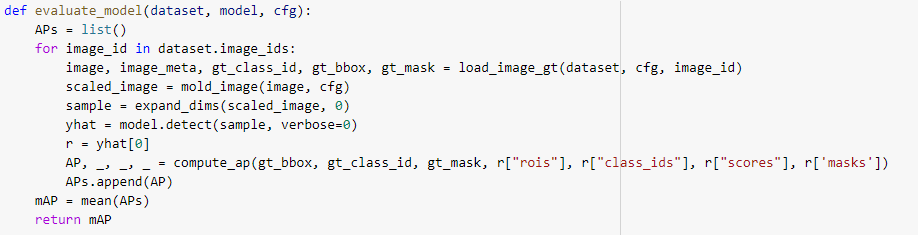 def evaluate_model(dataset, model, cfg):
    APs = list()
    for image_id in dataset.image_ids:
        image, image_meta, gt_class_id, gt_bbox, gt_mask = load_image_gt(dataset, cfg, image_id)
        scaled_image = mold_image(image, cfg)
        sample = expand_dims(scaled_image, 0)
        yhat = model.detect(sample, verbose=0)
        r = yhat[0]
        AP, _, _, _ = compute_ap(gt_bbox, gt_class_id, gt_mask, r["rois"], r["class_ids"], r["scores"], r['masks'])
        APs.append(AP)
    mAP = mean(APs)
    return mAP